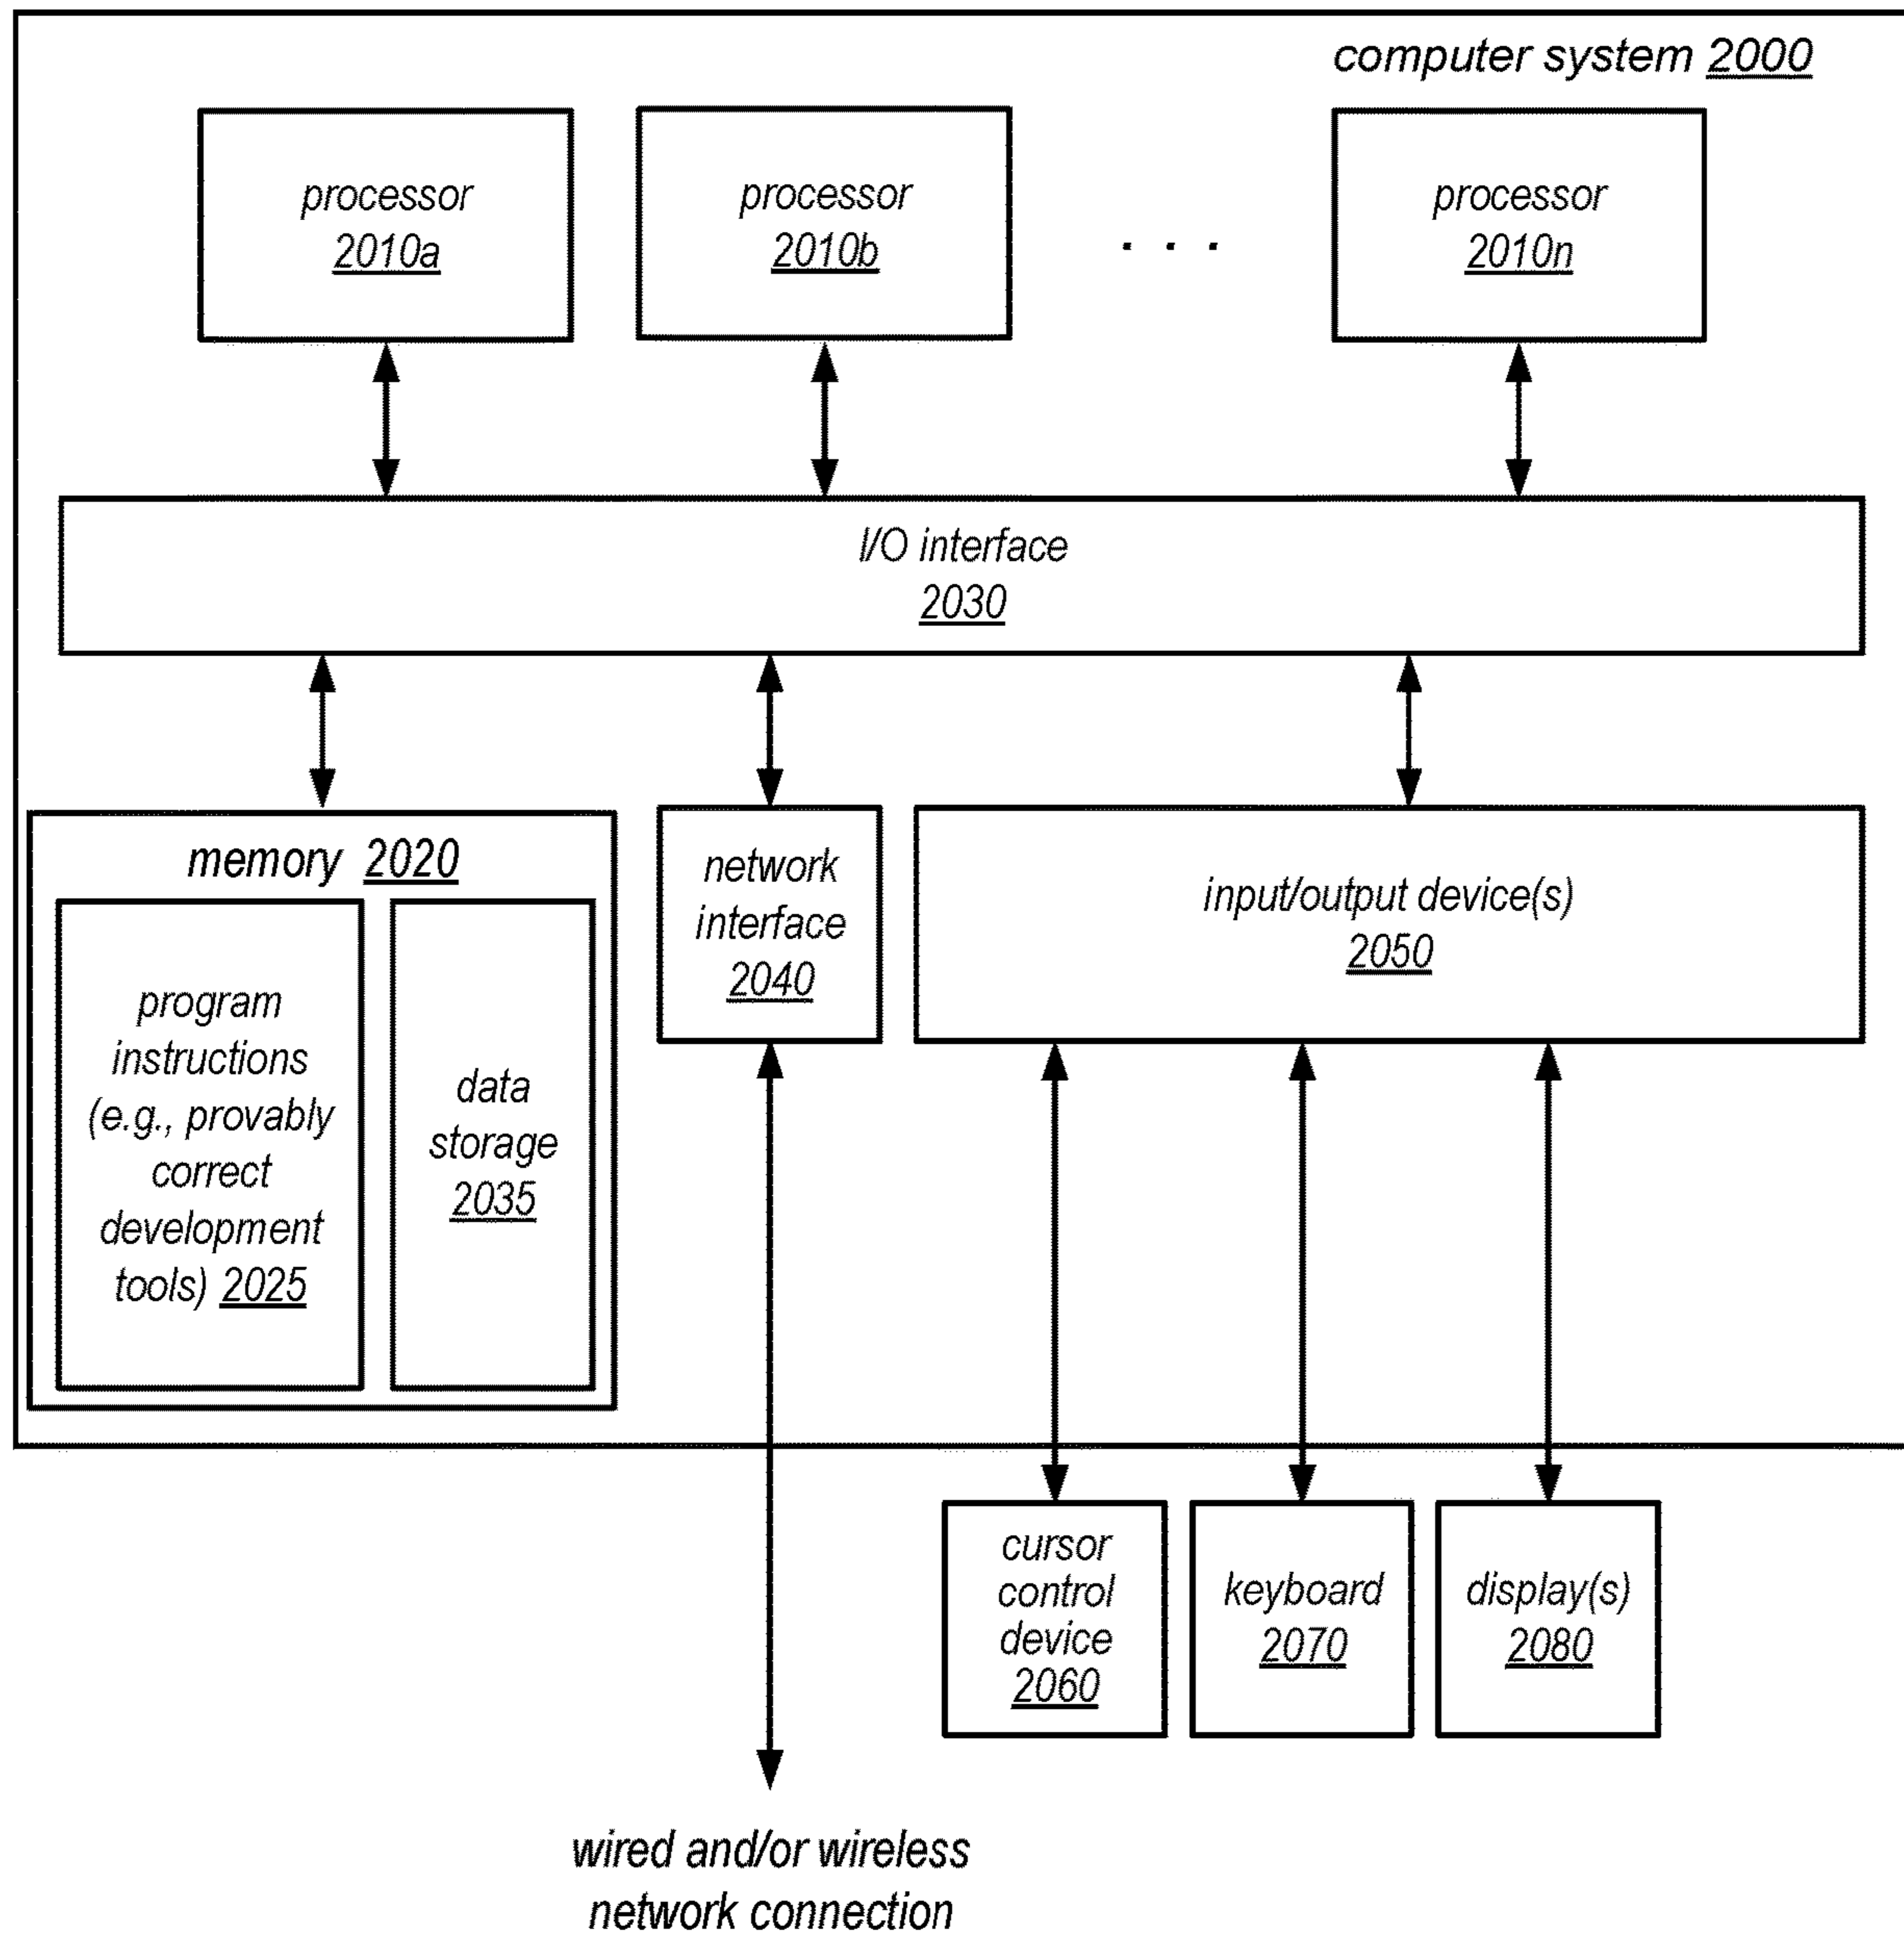 computer system 2000
processor
2010a
processor
2010b
. . .
processor
2010n
I/O interface
2030
memory 2020
program
instructions
(e.g., provably
correct
development
tools) 2025
data
storage
2035
network
interface
2040
input/output device(s)
2050
cursor
control
device
2060
keyboard
2070
display(s)
2080
wired and/or wireless
network connection